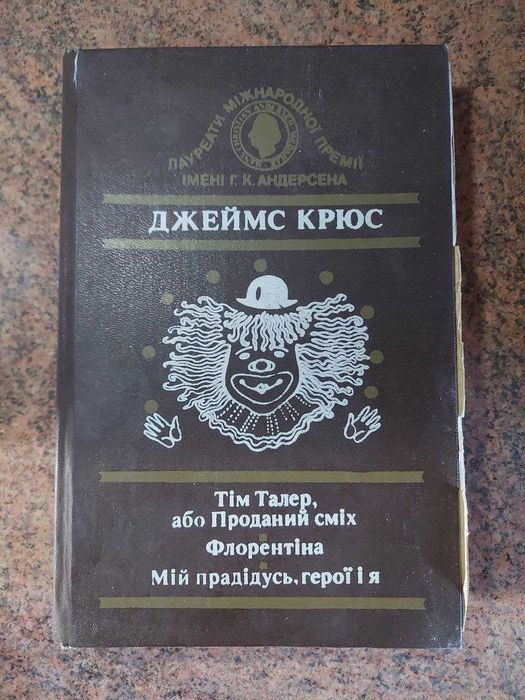 ЛАУРЕАТИ МІЖНАРОДНОЇ ПРЕМІЇ
ІМЕНІ Г. К. АНДЕРСЕНА
ДЖЕЙМС КРЮС
Тім Талер,
або Проданий сміх
Флорентіна
Мій прадідусь, герої і я